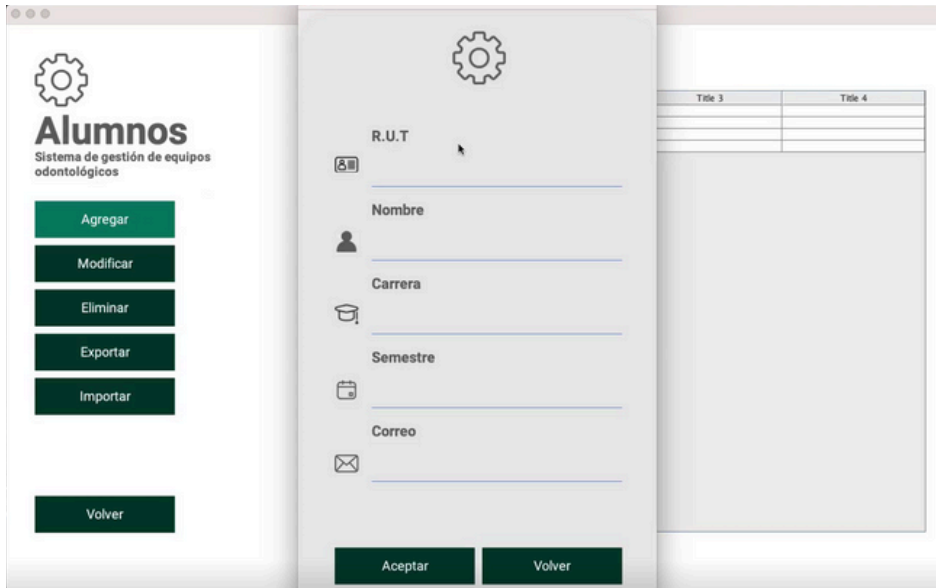 Alumnos
Sistema de gestión de equipos
odontológicos
Agregar
Modificar
Eliminar
Exportar
Importar
Volver
R.U.T
Nombre
Carrera
Semestre
Correo
Aceptar
Volver
Title 3
Title 4